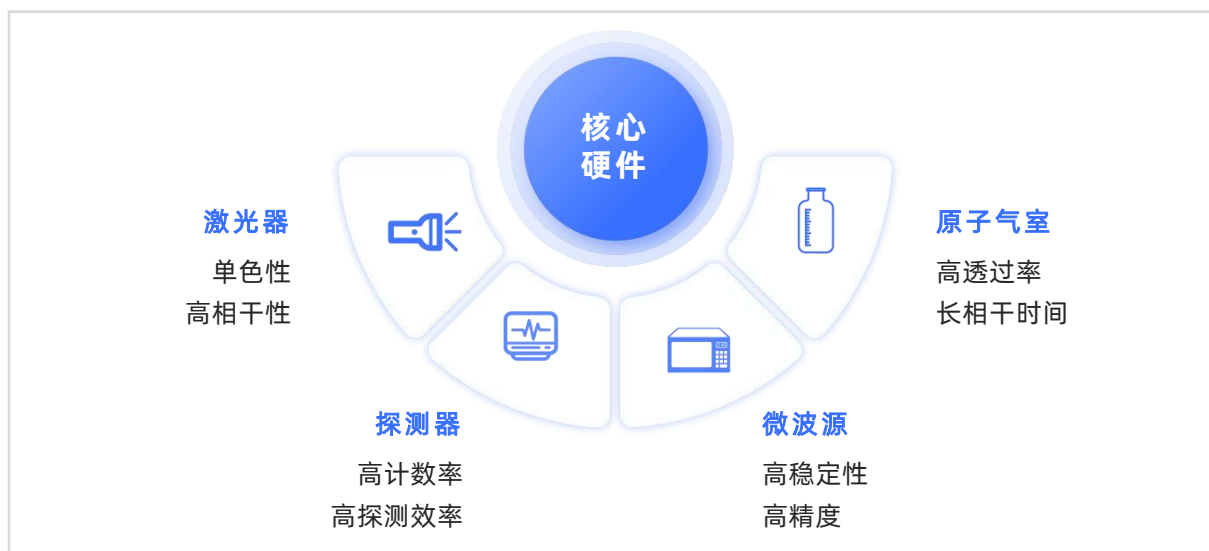 核心
硬件
激光器
单色性
高相干性
探测器
高计数率
高探测效率
微波源
高稳定性
高精度
原子气室
高透过率
长相干时间